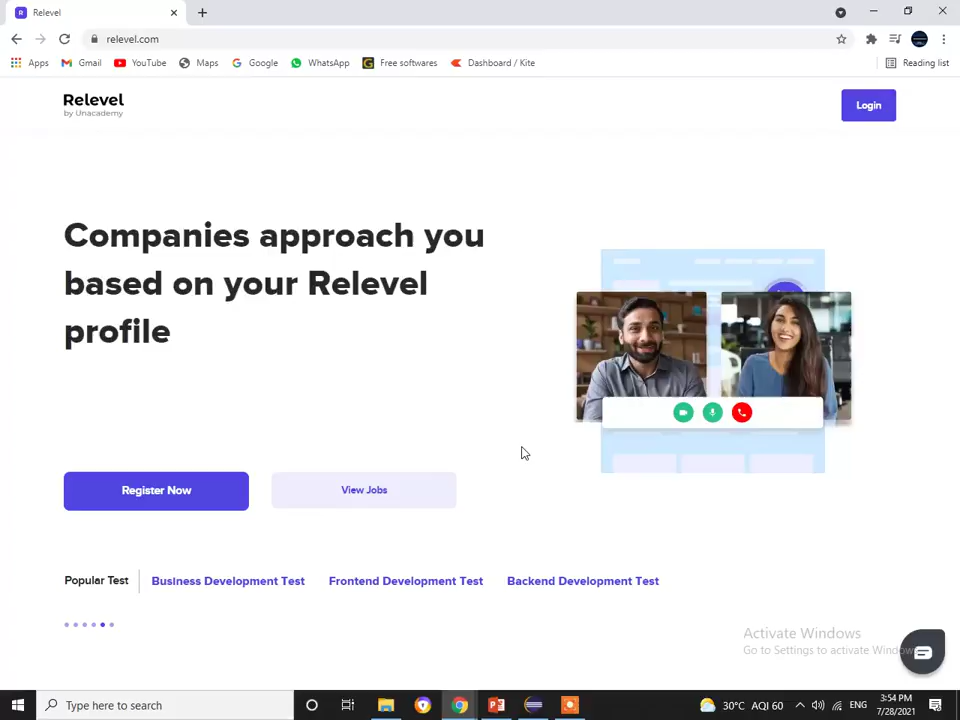 Relevel
relevel.com
Apps
Gmail
YouTube
Maps
Google
WhatsApp
Free softwares
Dashboard / Kite
Reading list
Relevel
by Unacademy
Login
Companies approach you
based on your Relevel
profile
Register Now
View Jobs
Popular Test
Business Development Test
Frontend Development Test
Backend Development Test
Activate Windows
Go to Settings to activate Windows
Type here to search
30°C AQI 60
ENG
3:54 PM
7/28/2021